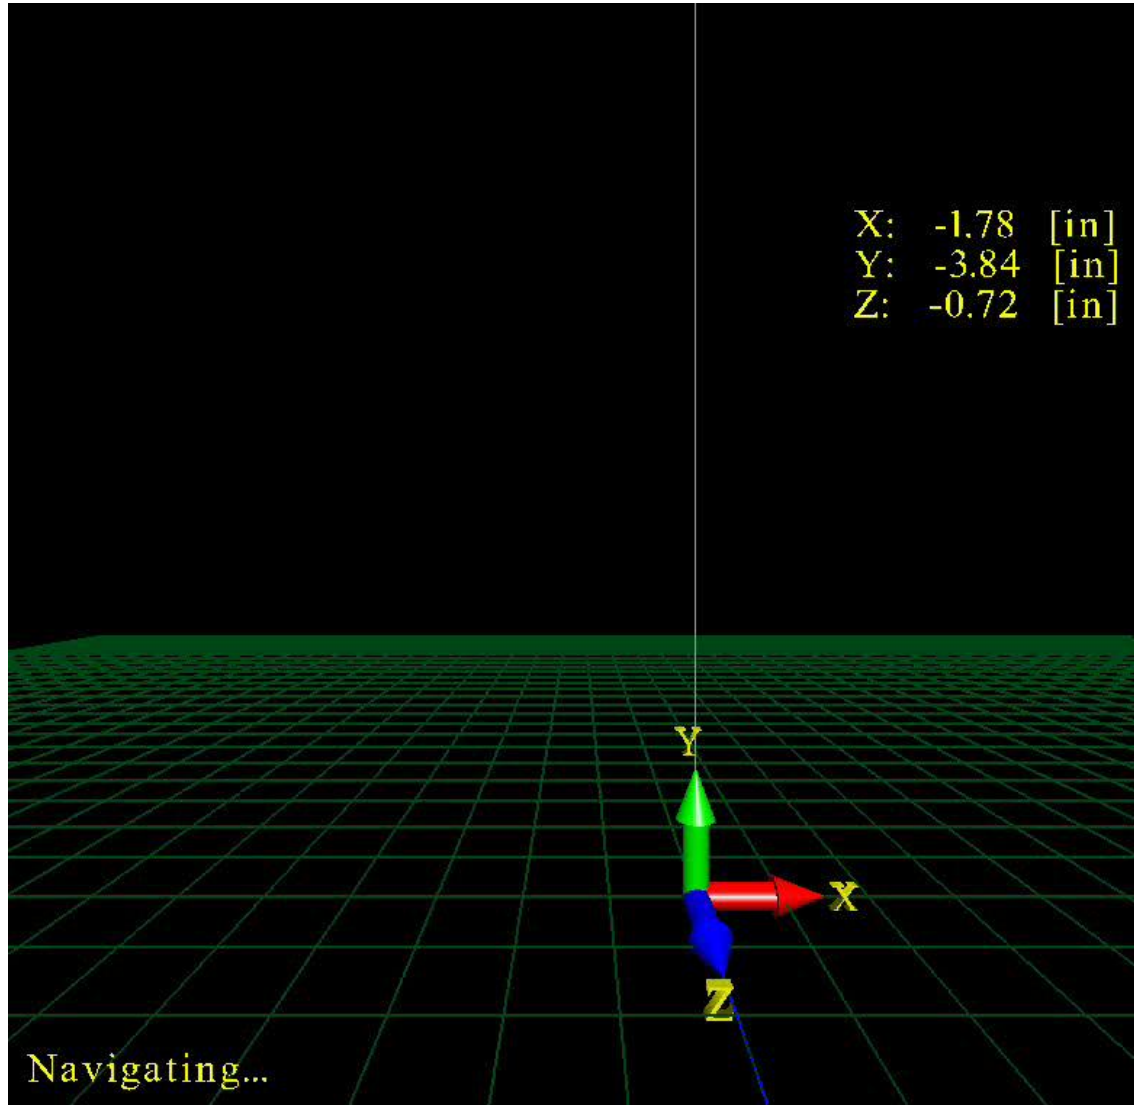 X: -1.78 [in]
Y: -3.84 [in]
Z: -0.72 [in]
Y
X
Z
Navigating...